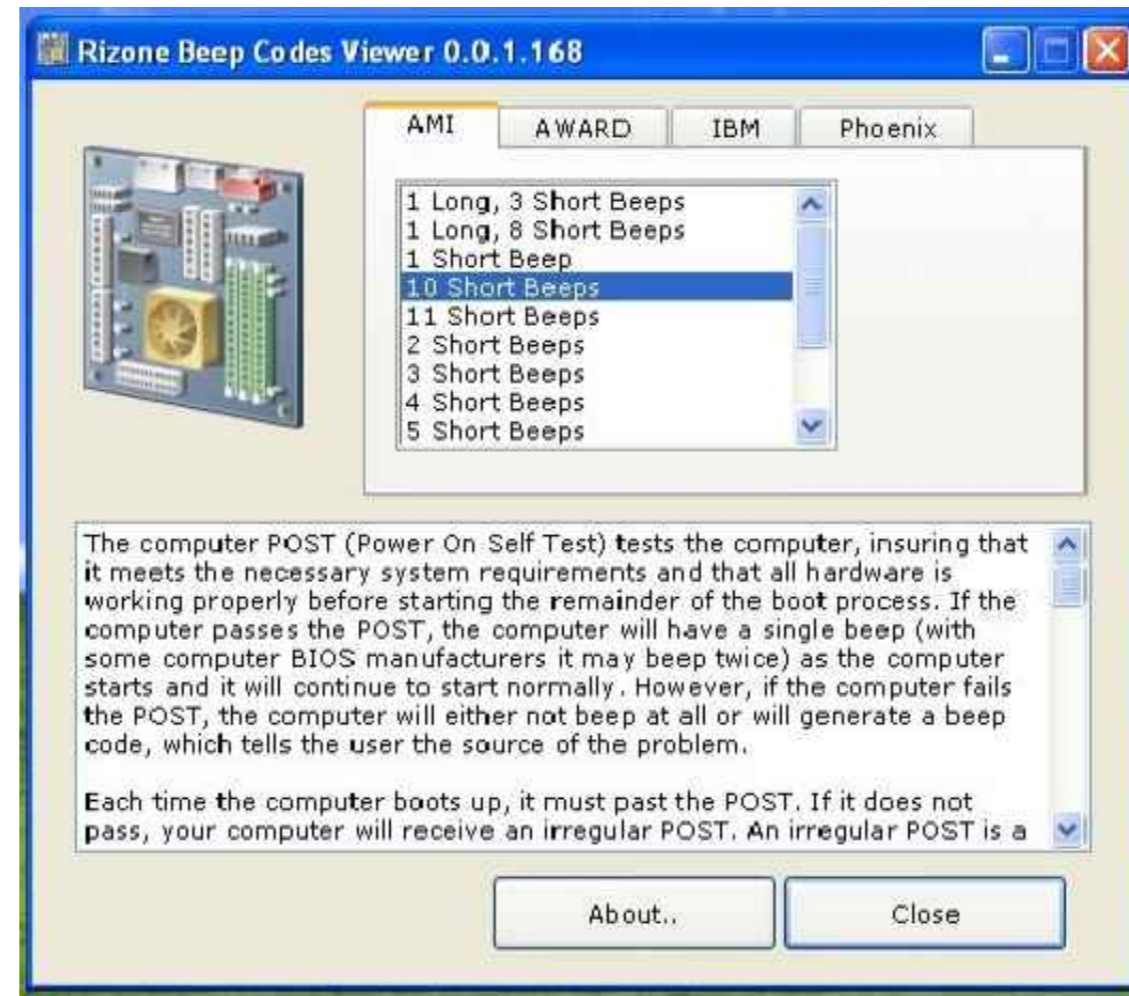 Rizone Beep Codes Viewer 0.0.1.168
AMI
AWARD
IBM
Phoenix
1 Long, 3 Short Beeps
1 Long, 8 Short Beeps
1 Short Beep
10 Short Beeps
11 Short Beeps
2 Short Beeps
3 Short Beeps
4 Short Beeps
5 Short Beeps
The computer POST (Power On Self Test) tests the computer, insuring that
it meets the necessary system requirements and that all hardware is
working properly before starting the remainder of the boot process. If the
computer passes the POST, the computer will have a single beep (with
some computer BIOS manufacturers it may beep twice) as the computer
starts and it will continue to start normally. However, if the computer fails
the POST, the computer will either not beep at all or will generate a beep
code, which tells the user the source of the problem.
Each time the computer boots up, it must past the POST. If it does not
pass, your computer will receive an irregular POST. An irregular POST is a
About..
Close